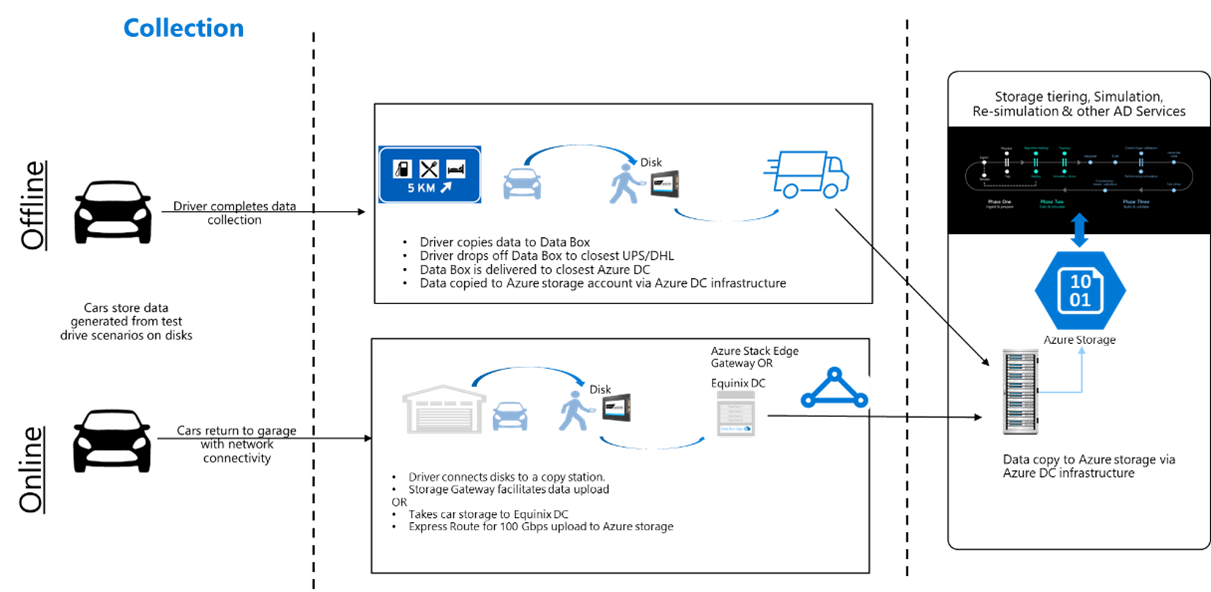 Collection
Offline
Driver completes data
collection
5 KM
Disk
• Driver copies data to Data Box
• Driver drops off Data Box to closest UPS/DHL
• Data Box is delivered to closest Azure DC
• Data copied to Azure storage account via Azure DC infrastructure
Cars store data
generated from test
drive scenarios on disks
Online
Cars return to garage
with network
connectivity
Disk
Azure Stack Edge
Gateway OR
Equinix DC
• Driver connects disks to a copy station.
• Storage Gateway facilitates data upload
OR
• Takes car storage to Equinix DC
• Express Route for 100 Gbps upload to Azure storage
Storage tiering, Simulation,
Re-simulation & other AD Services
Phase One
Phase Two
Phase Three
10
01
Azure Storage
Data copy to Azure storage via
Azure DC infrastructure